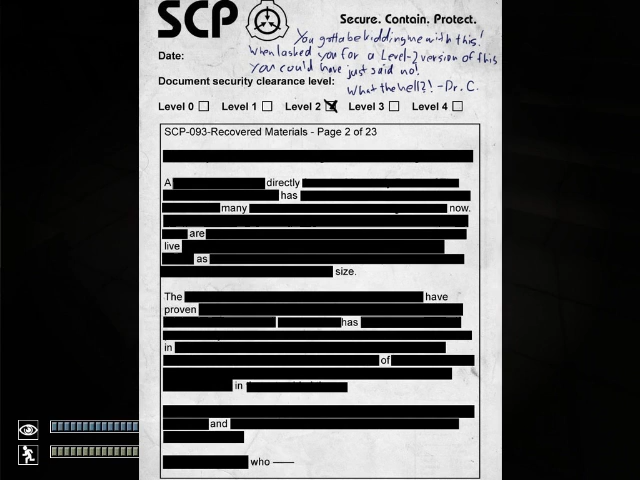 SCP
Secure. Contain. Protect.
You gotta be kidding me with this!
When I asked you for a Level-2 version of this
you could have just said no!
What the hell?! -Dr. C.
Date:
Document security clearance level:
Level 0 Level 1 Level 2 Level 3 Level 4
SCP-093-Recovered Materials - Page 2 of 23
A directly
has
many now.
are
live
as
size.
The have
proven
has
in
of
in
and
who ——